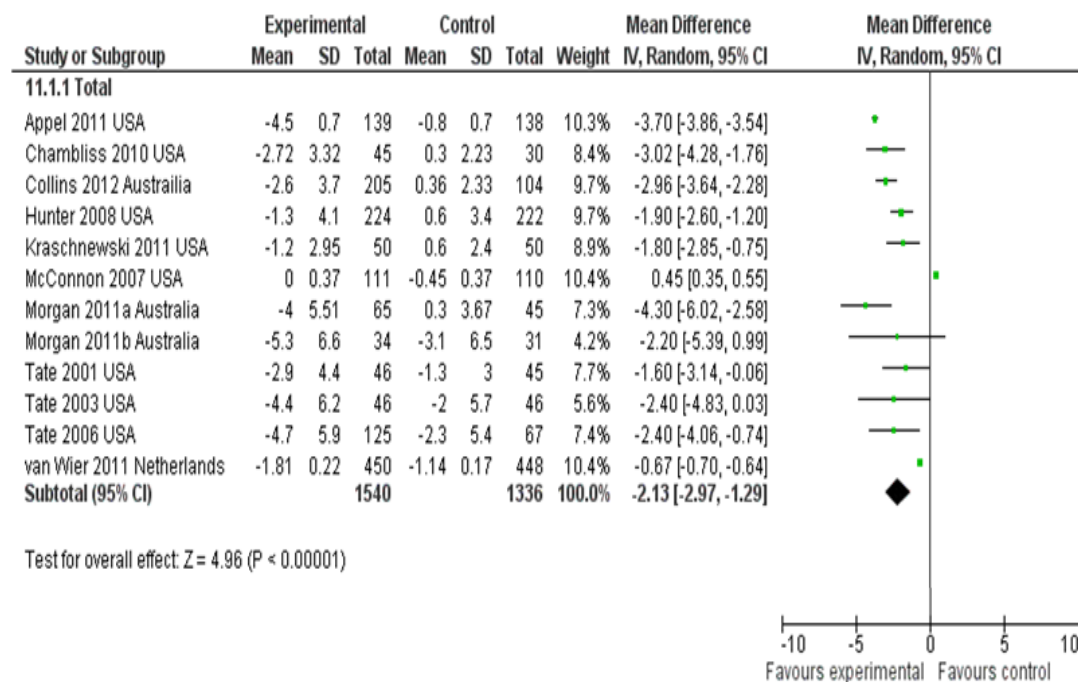 Experimental Control Mean Difference Mean Difference
Study or Subgroup Mean SD Total Mean SD Total Weight IV, Random, 95% CI IV, Random, 95% CI
11.1.1 Total
Appel 2011 USA -4.5 0.7 139 -0.8 0.7 138 10.3% -3.70 [-3.86, -3.54]
Chambliss 2010 USA -2.72 3.32 45 0.3 2.23 30 8.4% -3.02 [-4.28, -1.76]
Collins 2012 Austrailia -2.6 3.7 205 0.36 2.33 104 9.7% -2.96 [-3.64, -2.28]
Hunter 2008 USA -1.3 4.1 224 0.6 3.4 222 9.7% -1.90 [-2.60, -1.20]
Kraschnewski 2011 USA -1.2 2.95 50 0.6 2.4 50 8.9% -1.80 [-2.85, -0.75]
McConnon 2007 USA 0 0.37 111 -0.45 0.37 110 10.4% 0.45 [0.35, 0.55]
Morgan 2011a Australia -4 5.51 65 0.3 3.67 45 7.3% -4.30 [-6.02, -2.58]
Morgan 2011b Australia -5.3 6.6 34 -3.1 6.5 31 4.2% -2.20 [-5.39, 0.99]
Tate 2001 USA -2.9 4.4 46 -1.3 3 45 7.7% -1.60 [-3.14, -0.06]
Tate 2003 USA -4.4 6.2 46 -2 5.7 46 5.6% -2.40 [-4.83, 0.03]
Tate 2006 USA -4.7 5.9 125 -2.3 5.4 67 7.4% -2.40 [-4.06, -0.74]
van Wier 2011 Netherlands -1.81 0.22 450 -1.14 0.17 448 10.4% -0.67 [-0.70, -0.64]
Subtotal (95% CI) 1540 1336 100.0% -2.13 [-2.97, -1.29]
Test for overall effect: Z = 4.96 (P < 0.00001)
-10 -5 0 5 10
Favours experimental Favours control